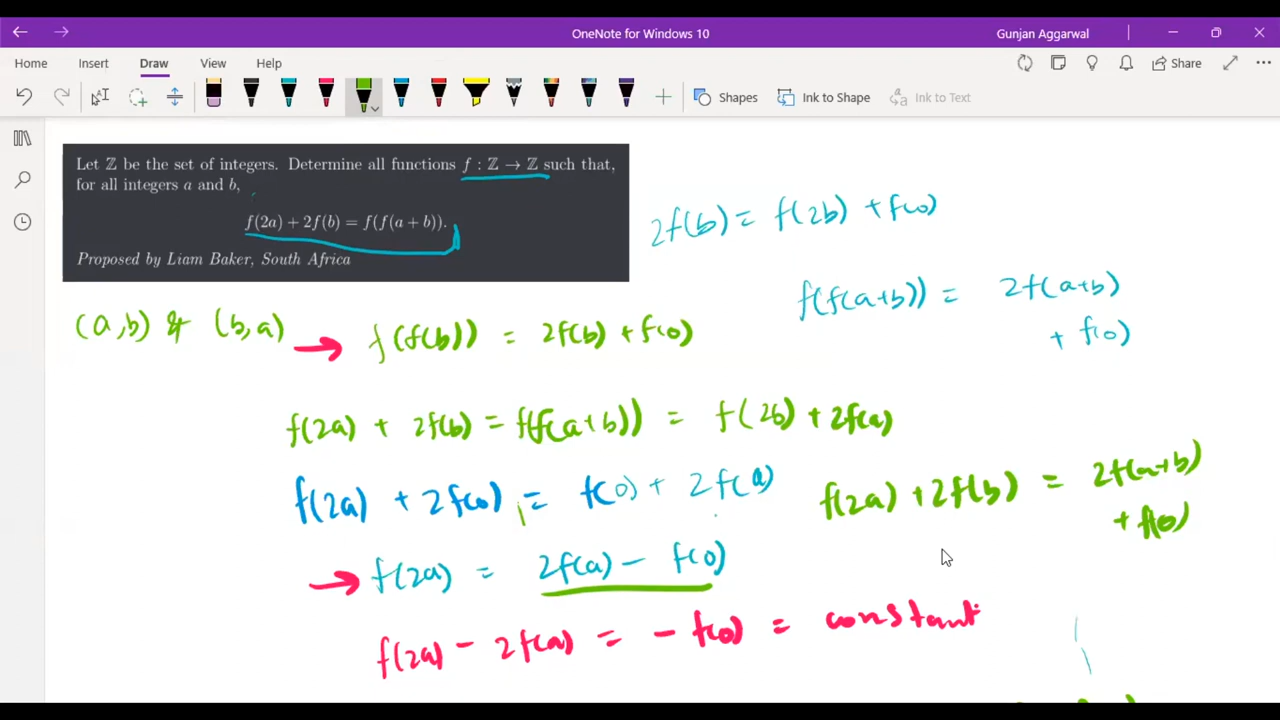 OneNote for Windows 10
Gunjan Aggarwal
Home Insert Draw View Help
Share
Shapes
Ink to Shape
Ink to Text
Let ℤ be the set of integers. Determine all functions f : ℤ → ℤ such that,
for all integers a and b,
f(2a) + 2f(b) = f(f(a + b)).
Proposed by Liam Baker, South Africa
2f(b) = f(2b) + f(0)
f(f(a+b)) = 2f(a+b)
+ f(0)
(a,b) & (b,a)
→ f(f(b)) = 2f(b) + f(0)
f(2a) + 2f(b) = f(f(a+b)) = f(2b) + 2f(a)
f(2a) + 2f(0) = f(0) + 2f(a)
f(2a) + 2f(b) = 2f(a+b)
+ f(0)
→ f(2a) = 2f(a) - f(0)
f(2a) - 2f(a) = - f(0) = constant